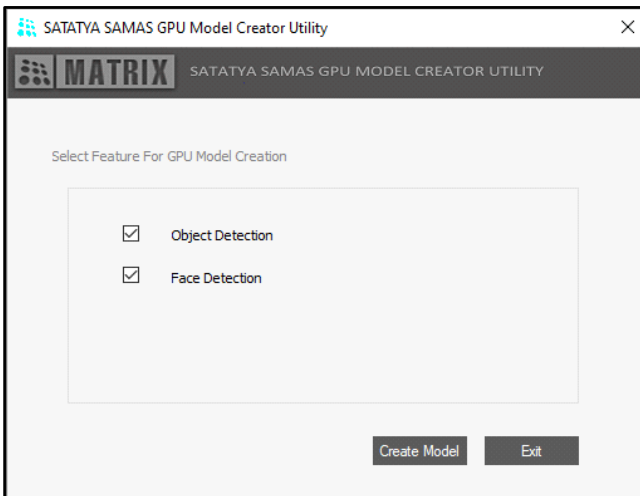 SATATYA SAMAS GPU Model Creator Utility
MATRIX SATATYA SAMAS GPU MODEL CREATOR UTILITY
Select Feature For GPU Model Creation
Object Detection
Face Detection
Create Model Exit